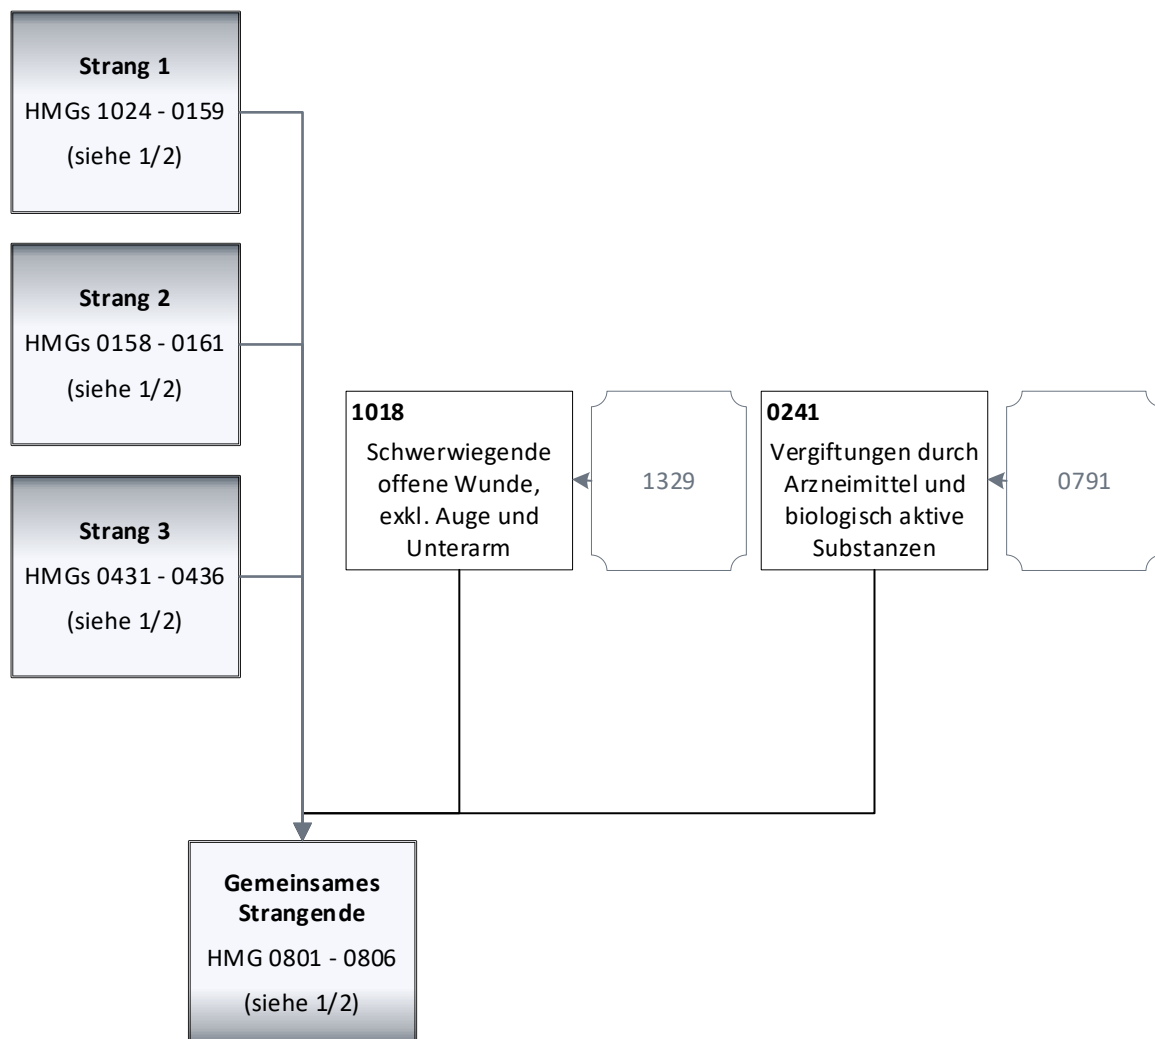 Strang 1
HMGs 1024 - 0159
(siehe 1/2)
Strang 2
HMGs 0158 - 0161
(siehe 1/2)
Strang 3
HMGs 0431 - 0436
(siehe 1/2)
1018
Schwerwiegende
offene Wunde,
exkl. Auge und
Unterarm
1329
0241
Vergiftungen durch
Arzneimittel und
biologisch aktive
Substanzen
0791
Gemeinsames
Strangende
HMG 0801 - 0806
(siehe 1/2)